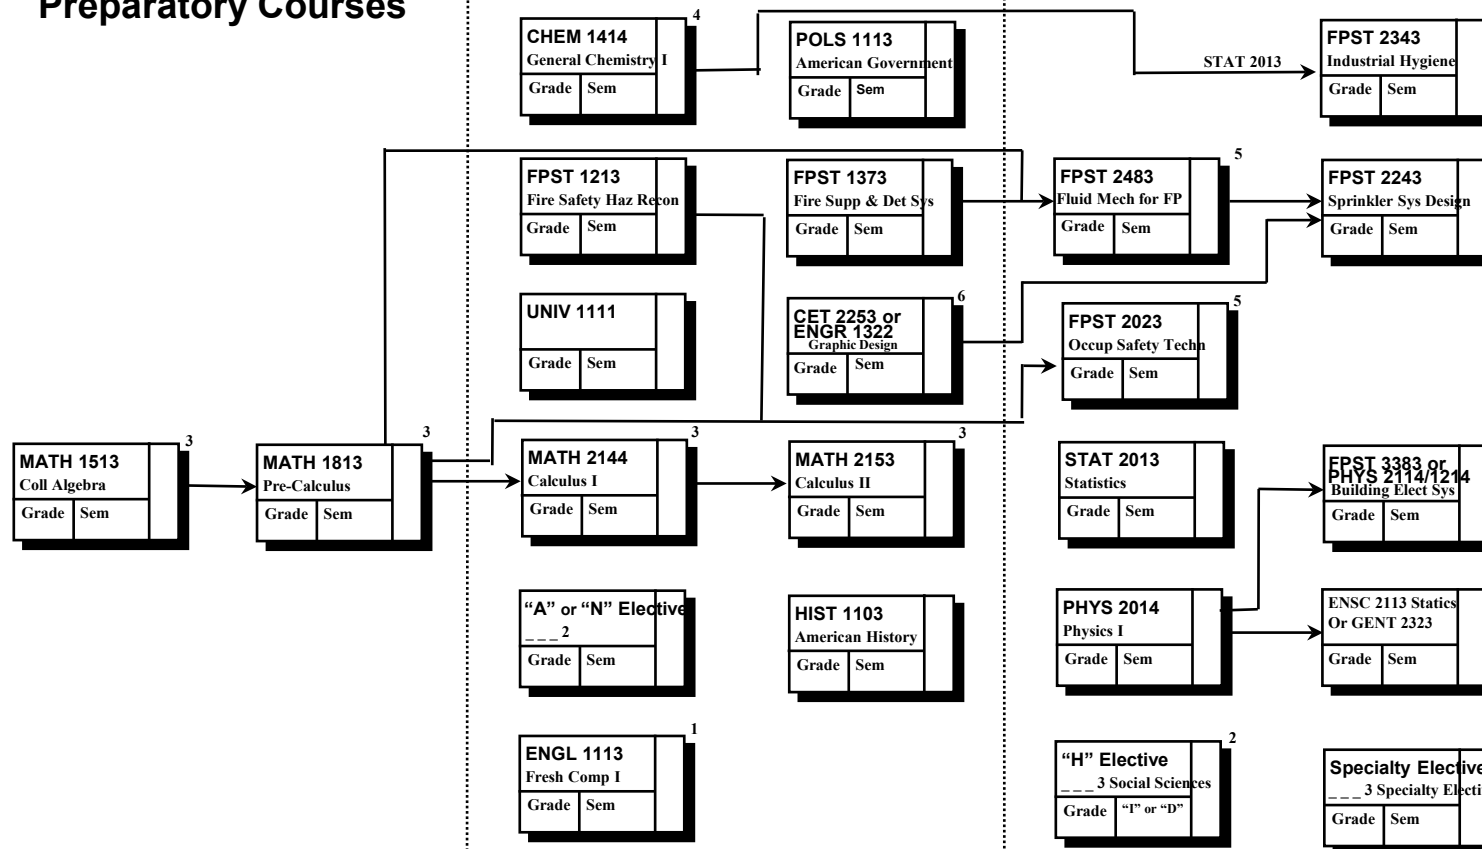 Preparatory Courses
4
CHEM 1414
General Chemistry I
Grade Sem
POLS 1113
American Government
Grade Sem
STAT 2013
FPST 2343
Industrial Hygiene
Grade Sem
FPST 1213
Fire Safety Haz Recon
Grade Sem
FPST 1373
Fire Supp & Det Sys
Grade Sem
5
FPST 2483
Fluid Mech for FP
Grade Sem
FPST 2243
Sprinkler Sys Design
Grade Sem
UNIV 1111
Grade Sem
6
CET 2253 or
ENGR 1322
Graphic Design
Grade Sem
5
FPST 2023
Occup Safety Techn
Grade Sem
3
MATH 1513
Coll Algebra
Grade Sem
3
MATH 1813
Pre-Calculus
Grade Sem
3
MATH 2144
Calculus I
Grade Sem
3
MATH 2153
Calculus II
Grade Sem
STAT 2013
Statistics
Grade Sem
FPST 3383 or
PHYS 2114/1214
Building Elect Sys
Grade Sem
“A” or “N” Elective
_ _ _ 2
Grade Sem
HIST 1103
American History
Grade Sem
PHYS 2014
Physics I
Grade Sem
ENSC 2113 Statics
Or GENT 2323
Grade Sem
1
ENGL 1113
Fresh Comp I
Grade Sem
2
“H” Elective
_ _ _ 3 Social Sciences
Grade “I” or “D”
Specialty Elective
_ _ _ 3 Specialty Electi
Grade Sem